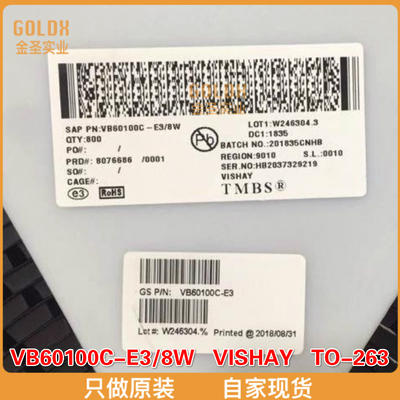 GOLDX
金圣实业
SAP PN:VB60100C-E3/8W
QTY:800
PO#: /
PRD#: 8076686 /0001
SO#: /
CAGE#:
e3
RoHS
Pb
LOT1:W246304.3
DC1:1835
BATCH NO.:201835CNHB
REGION:9010 S.L.:0010
SER.NO:HB2037329219
VISHAY
TMBS®
GS P/N: VB60100C-E3
Lot #: W246304.% Printed @ 2018/08/31
VB60100C-E3/8W VISHAY TO-263
只做原装 自家现货